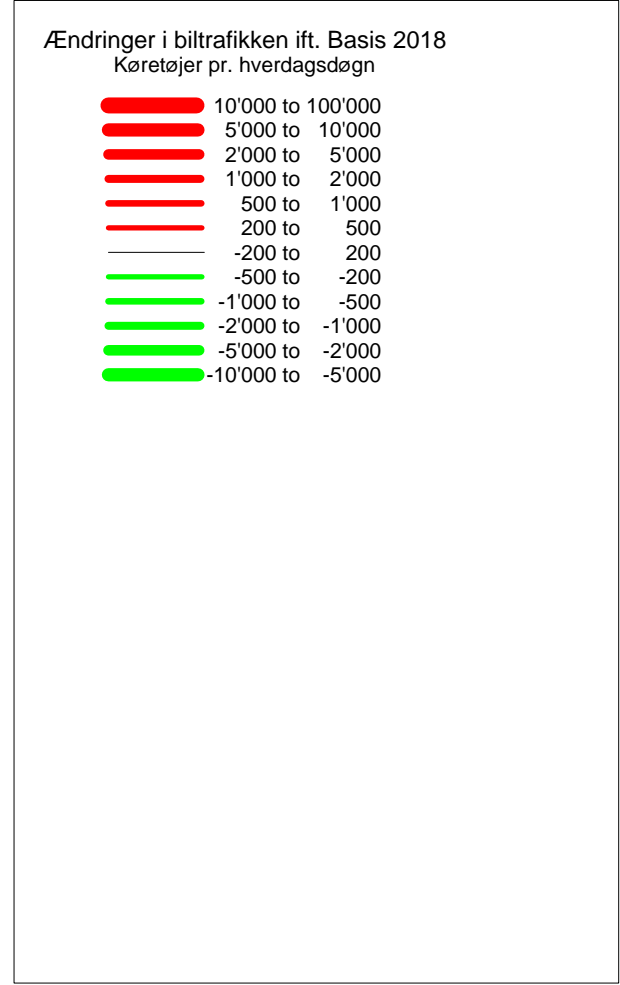 Ændringer i biltrafikken ift. Basis 2018
Køretøjer pr. hverdagsdøgn
10'000 to 100'000
5'000 to 10'000
2'000 to 5'000
1'000 to 2'000
500 to 1'000
200 to 500
-200 to 200
-500 to -200
-1'000 to -500
-2'000 to -1'000
-5'000 to -2'000
-10'000 to -5'000